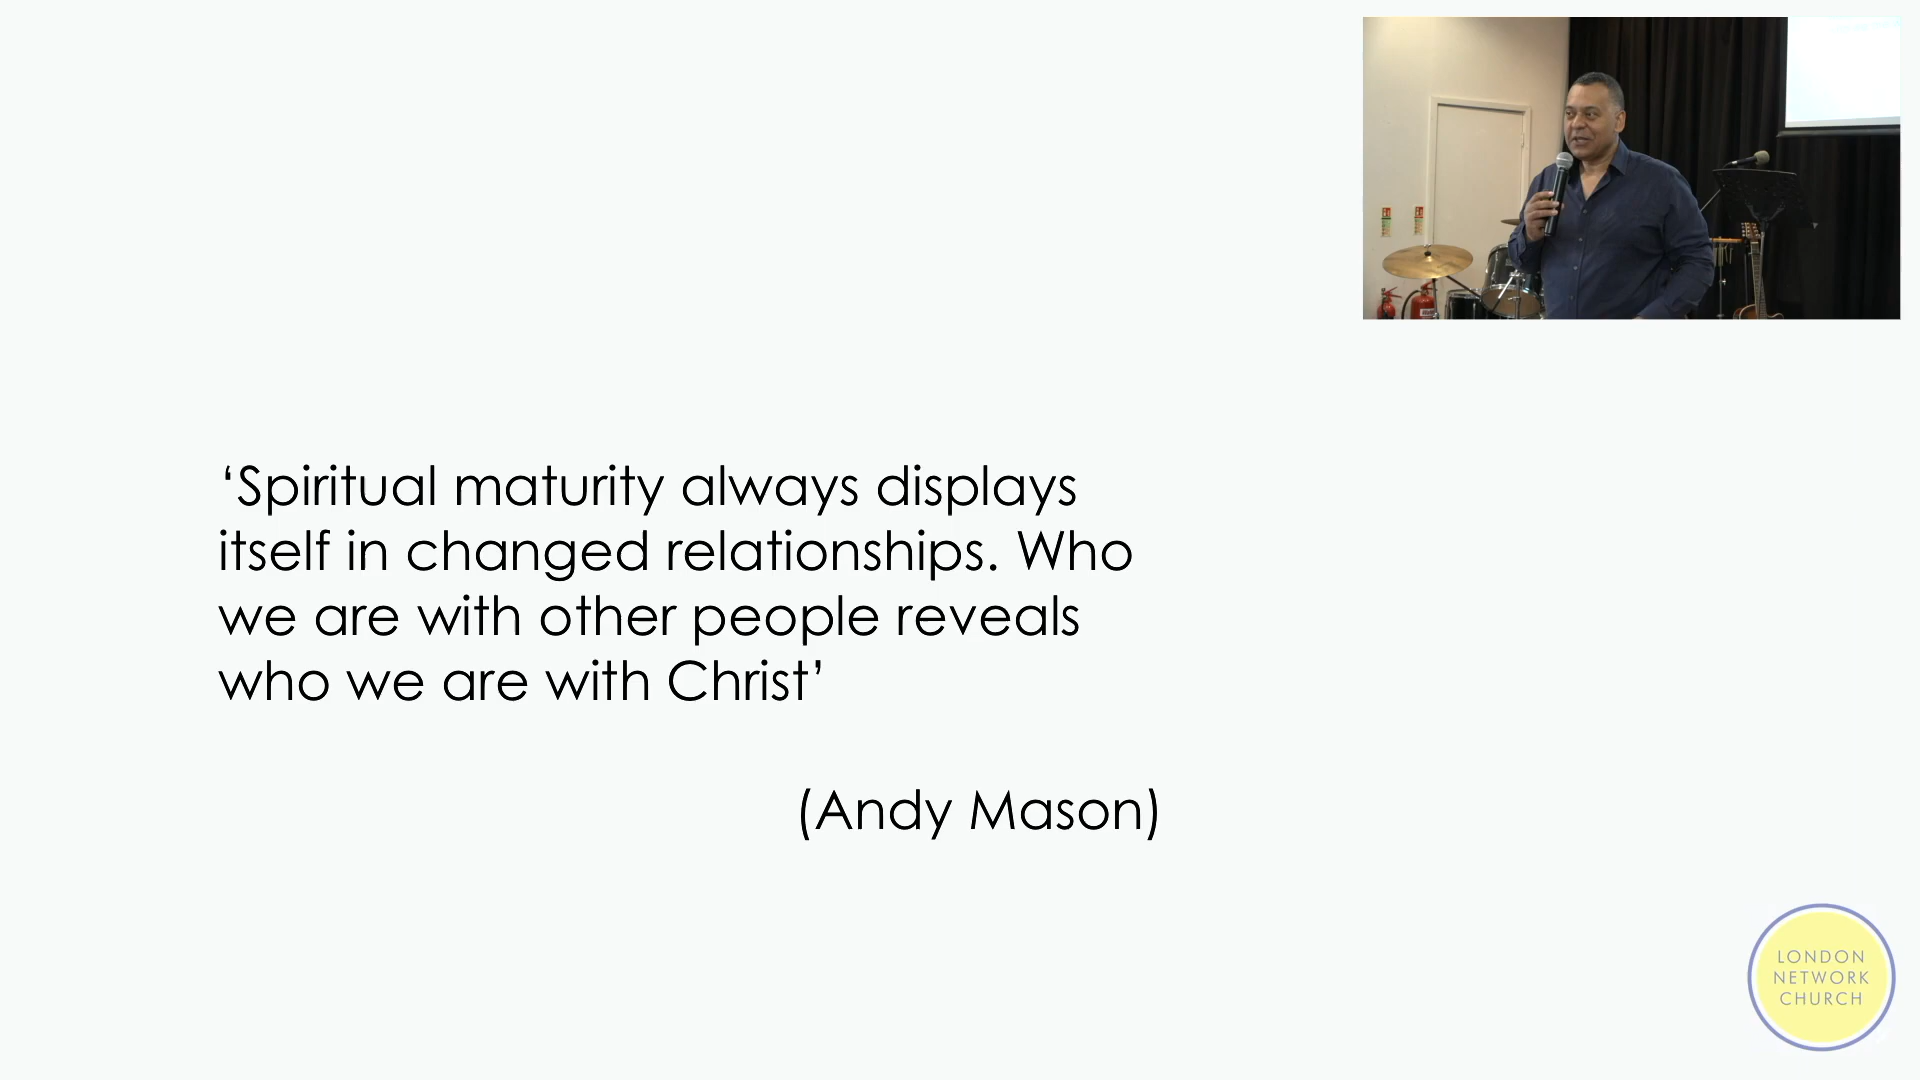 ‘Spiritual maturity always displays
itself in changed relationships. Who
we are with other people reveals
who we are with Christ’
(Andy Mason)
LONDON
NETWORK
CHURCH